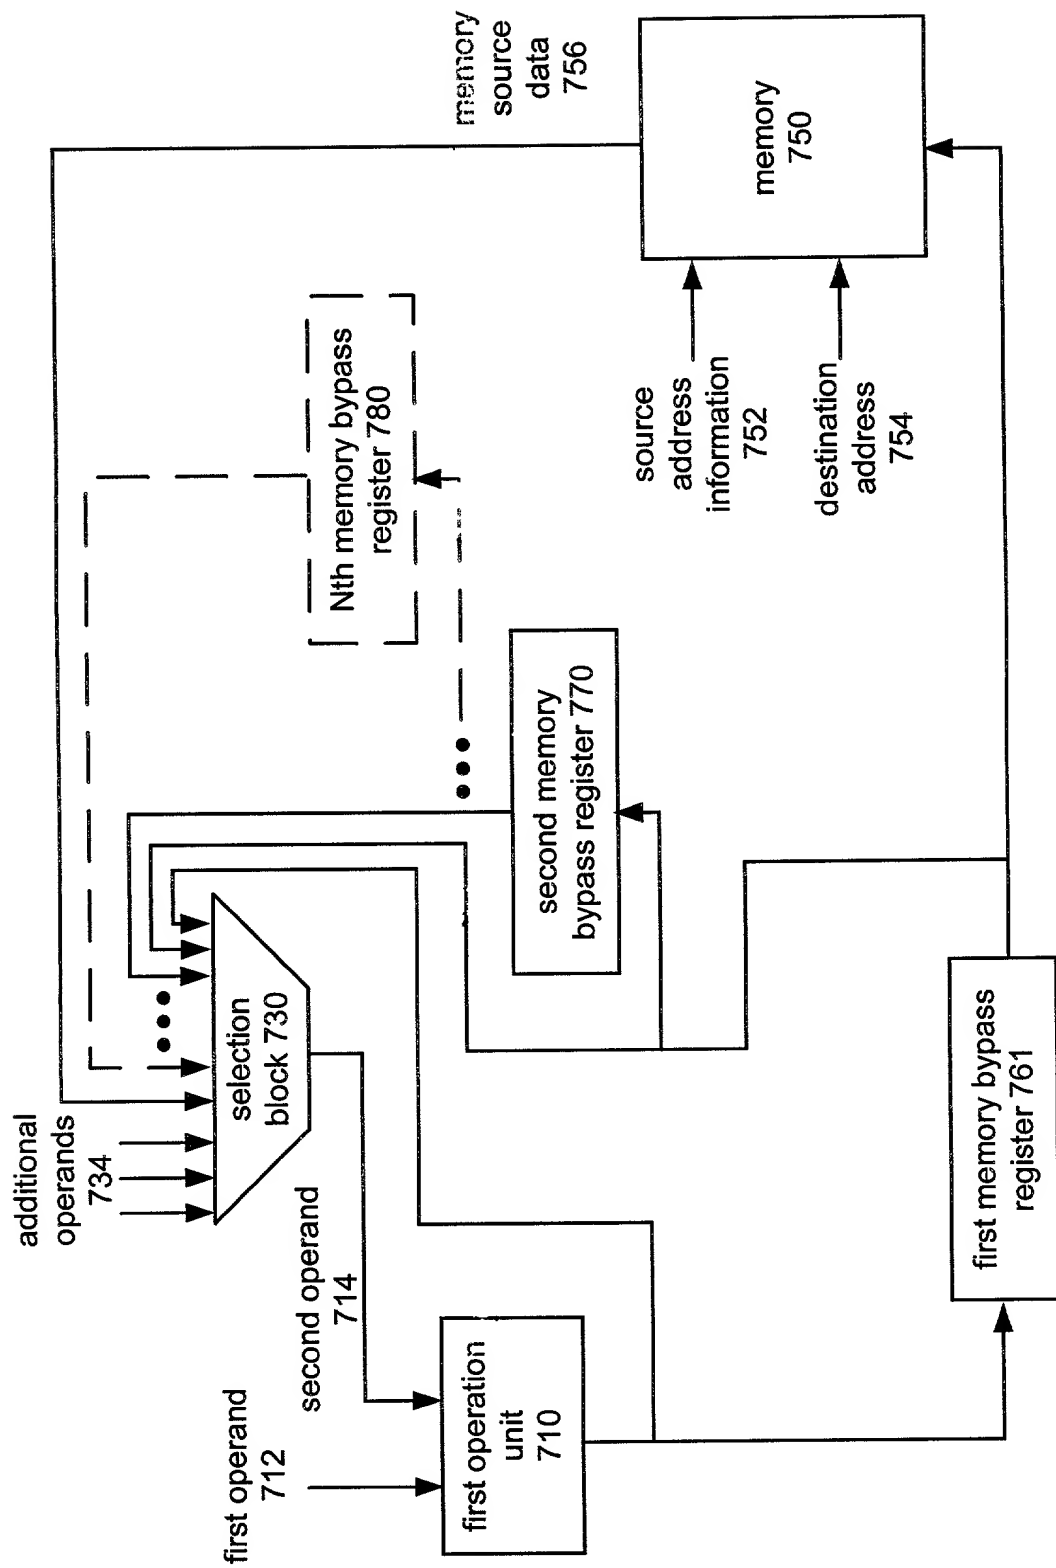 additional
operands
734
selection
block 730
first operand
712
second operand
714
first operation
unit
710
first memory bypass
register 761
second memory
bypass register 770
Nth memory bypass
register 780
memory
source
data
756
memory
750
source
address
information
752
destination
address
754